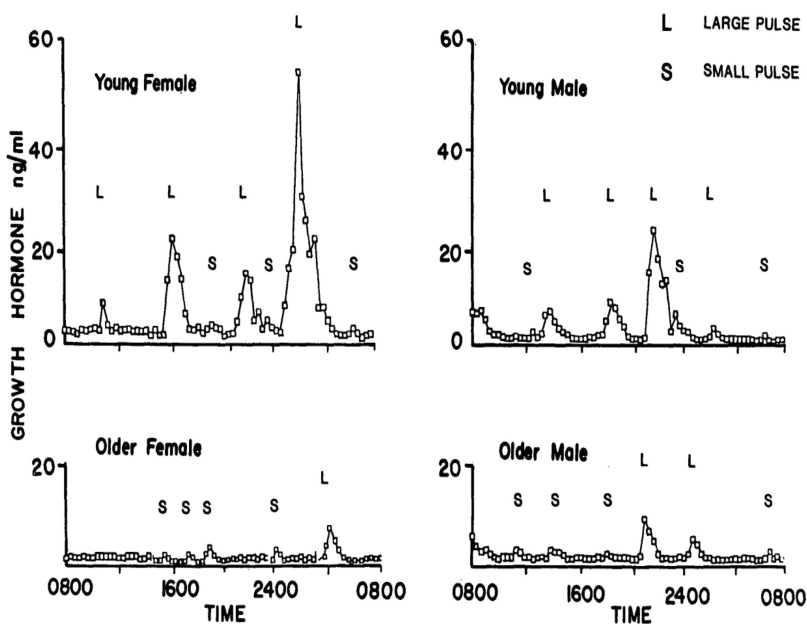 60
40
20
0
Young Female
L
L
L
S
L
S
L
S
60
40
20
0
Young Male
L LARGE PULSE
S SMALL PULSE
S
L
L
L
S
L
S
GROWTH HORMONE ng/ml
20
Older Female
S
S
S
S
L
0800
1600
2400
0800
TIME
20
Older Male
S
S
S
L
L
S
0800
1600
2400
0800
TIME